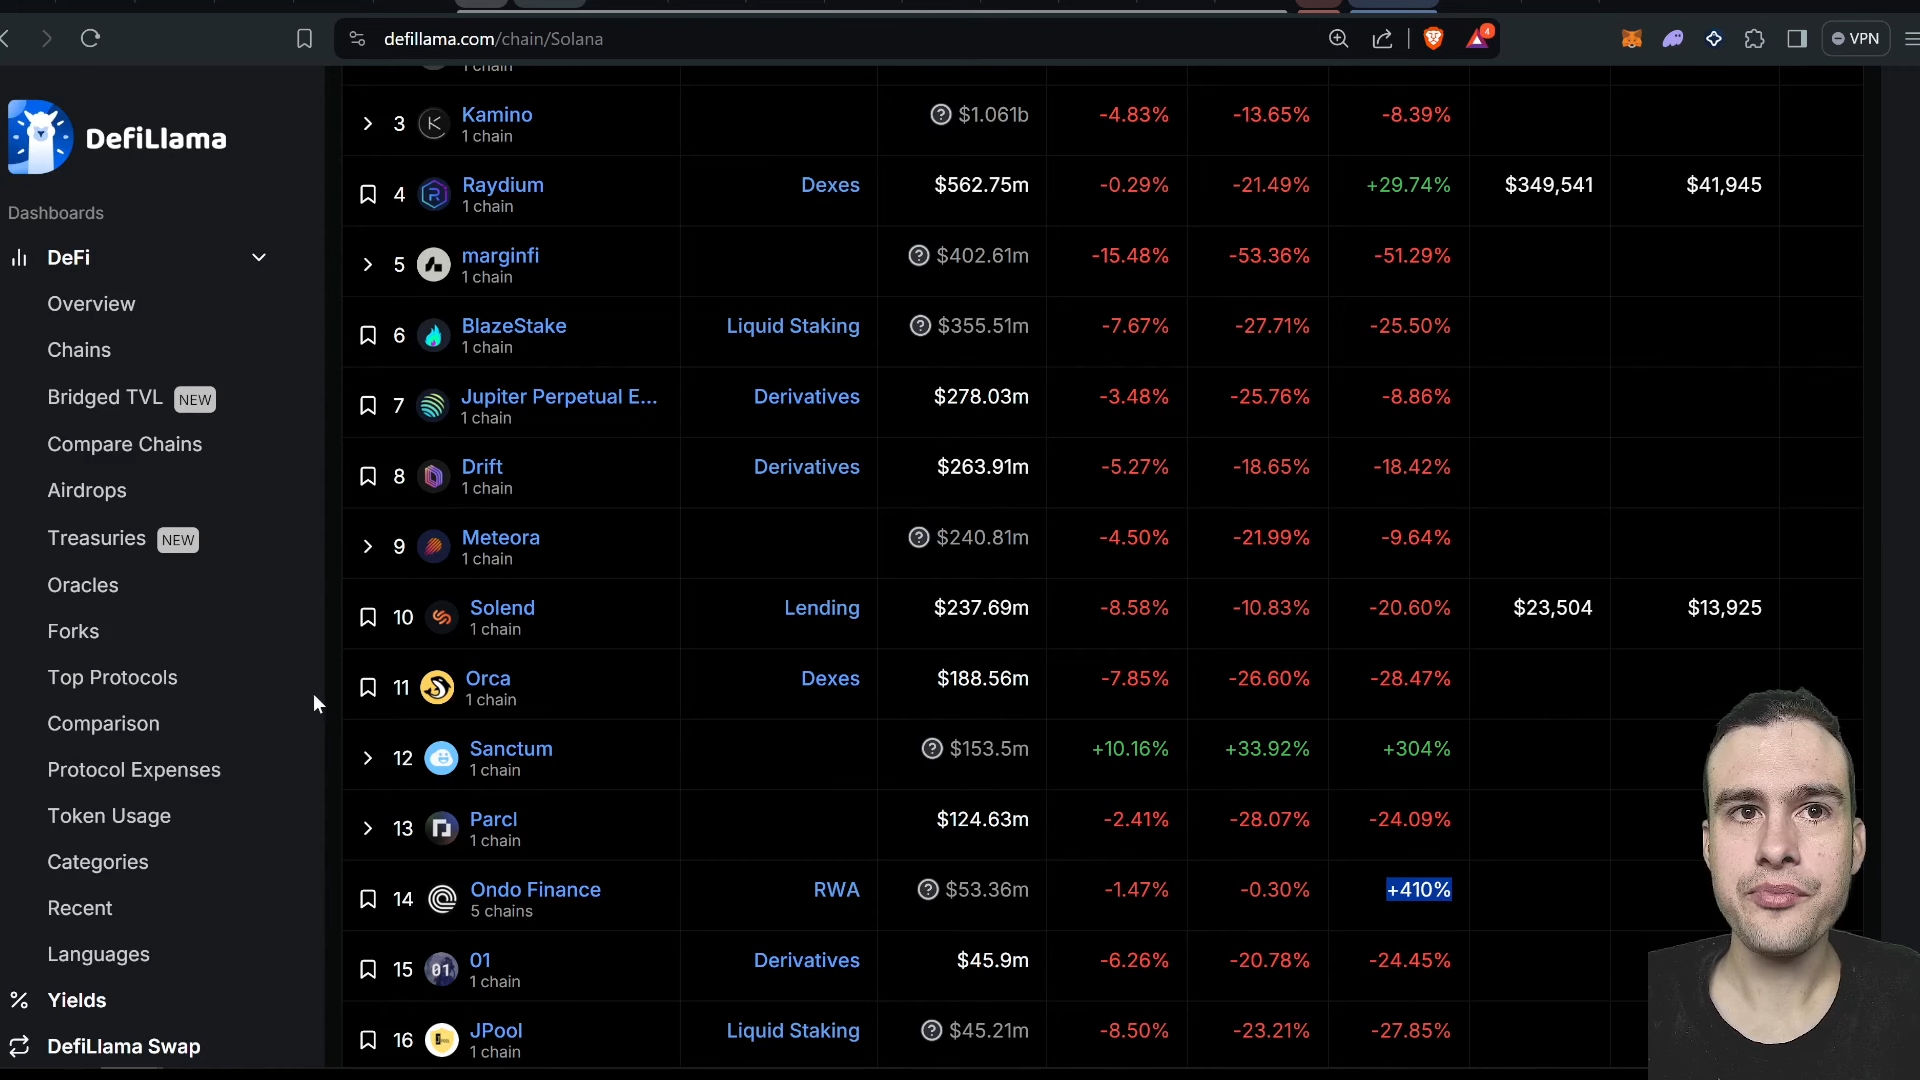 defillama.com/chain/Solana
4
VPN
DefiLlama
Dashboards
DeFi
Overview
Chains
Bridged TVL NEW
Compare Chains
Airdrops
Treasuries NEW
Oracles
Forks
Top Protocols
Comparison
Protocol Expenses
Token Usage
Categories
Recent
Languages
Yields
DefiLlama Swap
1 chain
3 Kamino $1.061b -4.83% -13.65% -8.39%
1 chain
4 Raydium Dexes $562.75m -0.29% -21.49% +29.74% $349,541 $41,945
1 chain
5 marginfi $402.61m -15.48% -53.36% -51.29%
1 chain
6 BlazeStake Liquid Staking $355.51m -7.67% -27.71% -25.50%
1 chain
7 Jupiter Perpetual E... Derivatives $278.03m -3.48% -25.76% -8.86%
1 chain
8 Drift Derivatives $263.91m -5.27% -18.65% -18.42%
1 chain
9 Meteora $240.81m -4.50% -21.99% -9.64%
1 chain
10 Solend Lending $237.69m -8.58% -10.83% -20.60% $23,504 $13,925
1 chain
11 Orca Dexes $188.56m -7.85% -26.60% -28.47%
1 chain
12 Sanctum $153.5m +10.16% +33.92% +304%
1 chain
13 Parcl $124.63m -2.41% -28.07% -24.09%
1 chain
14 Ondo Finance RWA $53.36m -1.47% -0.30% +410%
5 chains
15 01 01 Derivatives $45.9m -6.26% -20.78% -24.45%
1 chain
16 JPool Liquid Staking $45.21m -8.50% -23.21% -27.85%
1 chain